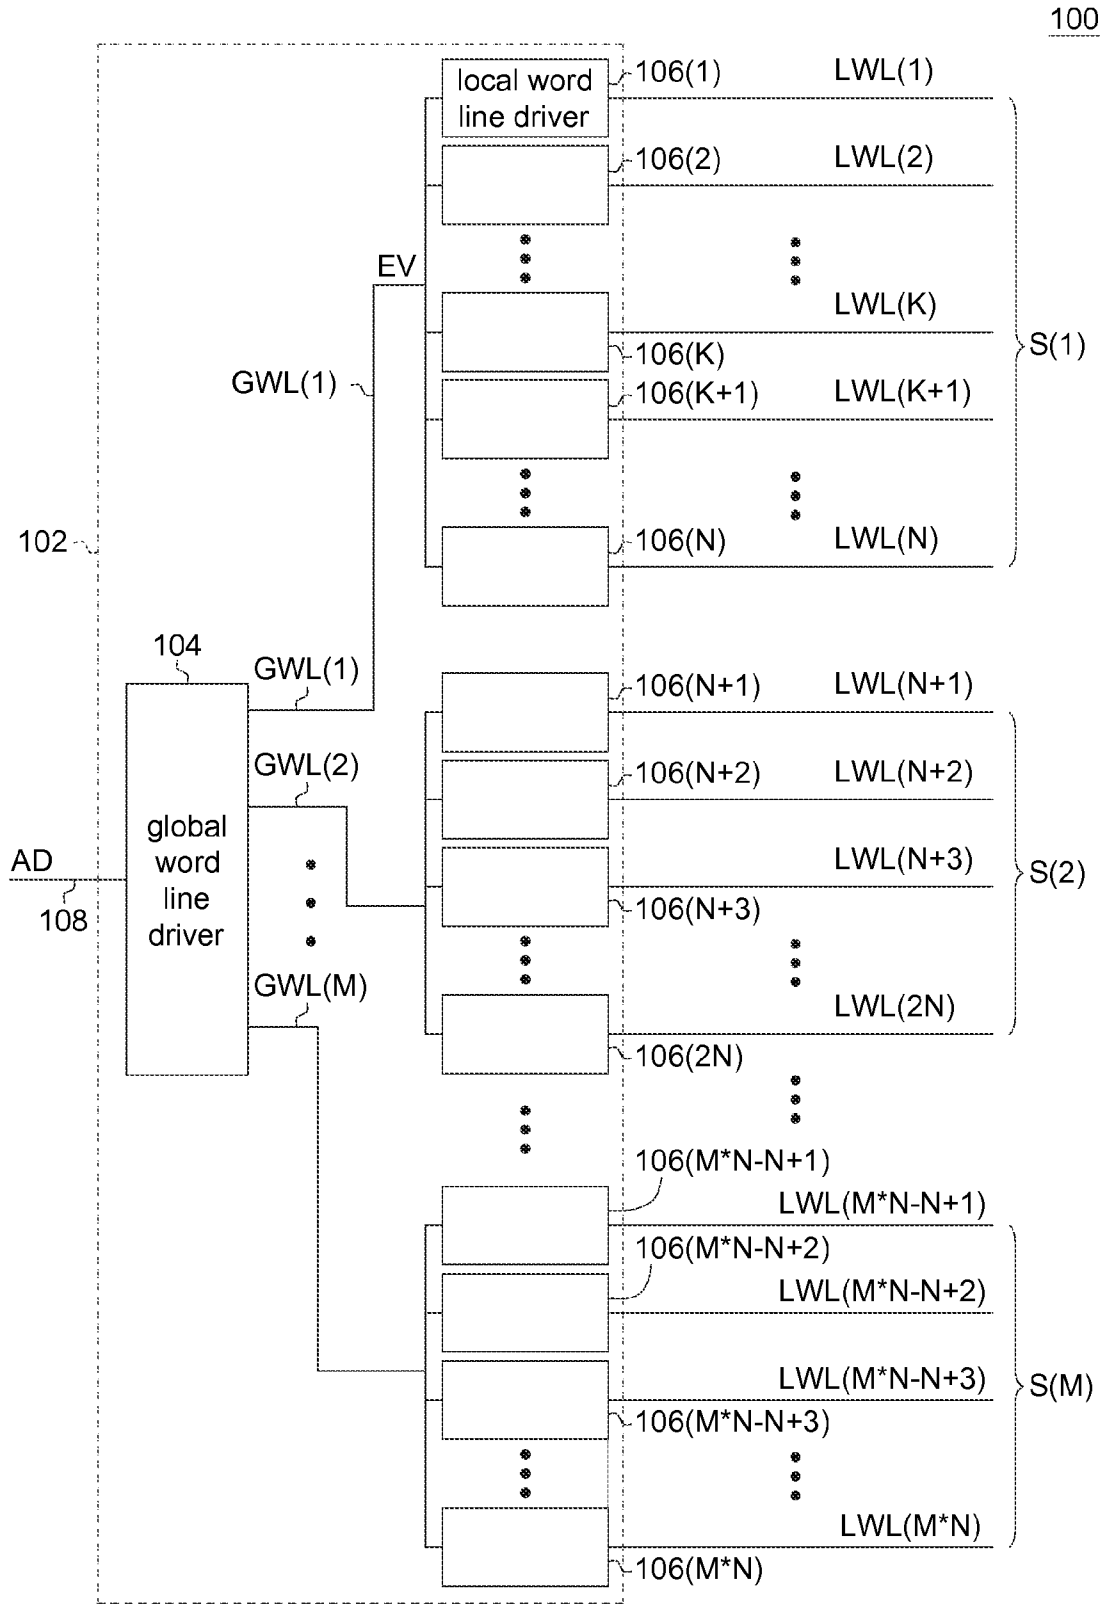 100
local word
line driver
106(1)
LWL(1)
106(2)
LWL(2)
EV
LWL(K)
106(K)
S(1)
GWL(1)
106(K+1)
LWL(K+1)
102
106(N)
LWL(N)
104
GWL(1)
106(N+1)
LWL(N+1)
GWL(2)
106(N+2)
LWL(N+2)
global
word
line
driver
AD
108
LWL(N+3)
106(N+3)
S(2)
GWL(M)
LWL(2N)
106(2N)
106(M*N-N+1)
LWL(M*N-N+1)
106(M*N-N+2)
LWL(M*N-N+2)
LWL(M*N-N+3)
106(M*N-N+3)
S(M)
LWL(M*N)
106(M*N)